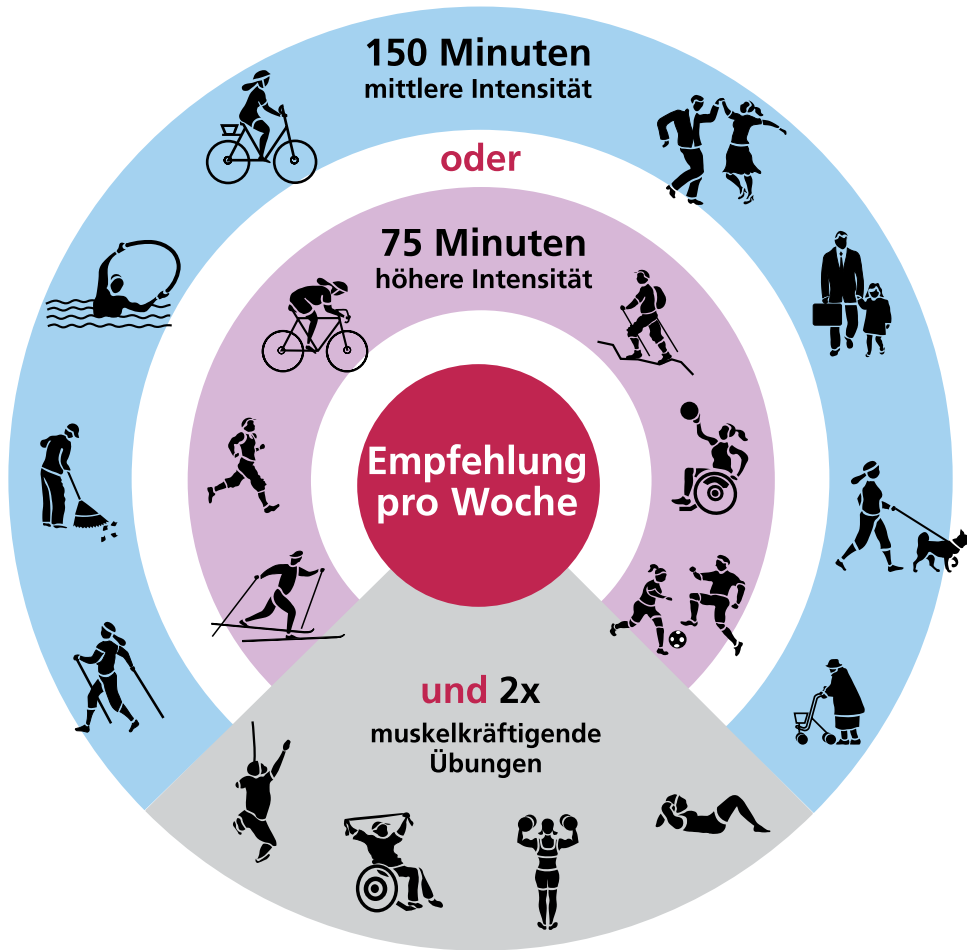 150 Minuten
mittlere Intensität
oder
75 Minuten
höhere Intensität
Empfehlung
pro Woche
und 2x
muskelkräftigende
Übungen